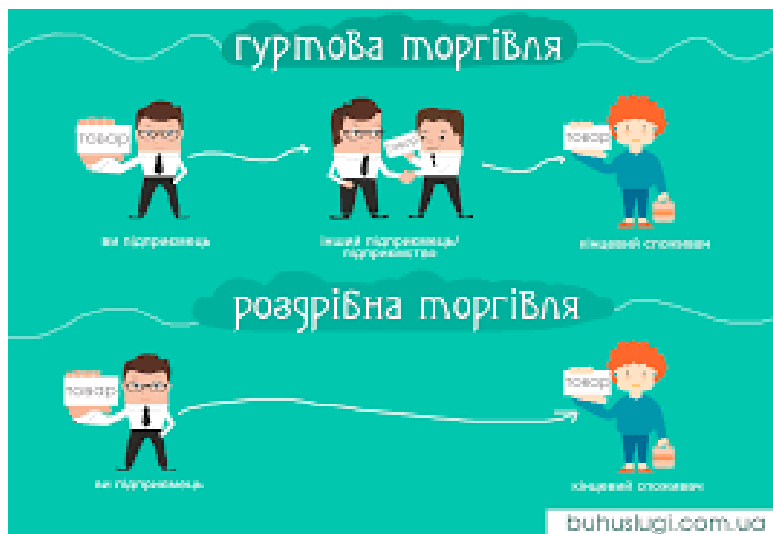 гуртова торгівля
товар
товар
товар
ви підприємець
інший підприємець/
підприємство
кінцевий споживач
роздрібна торгівля
товар
товар
ви підприємець
кінцевий споживач
buhuslugi.com.ua